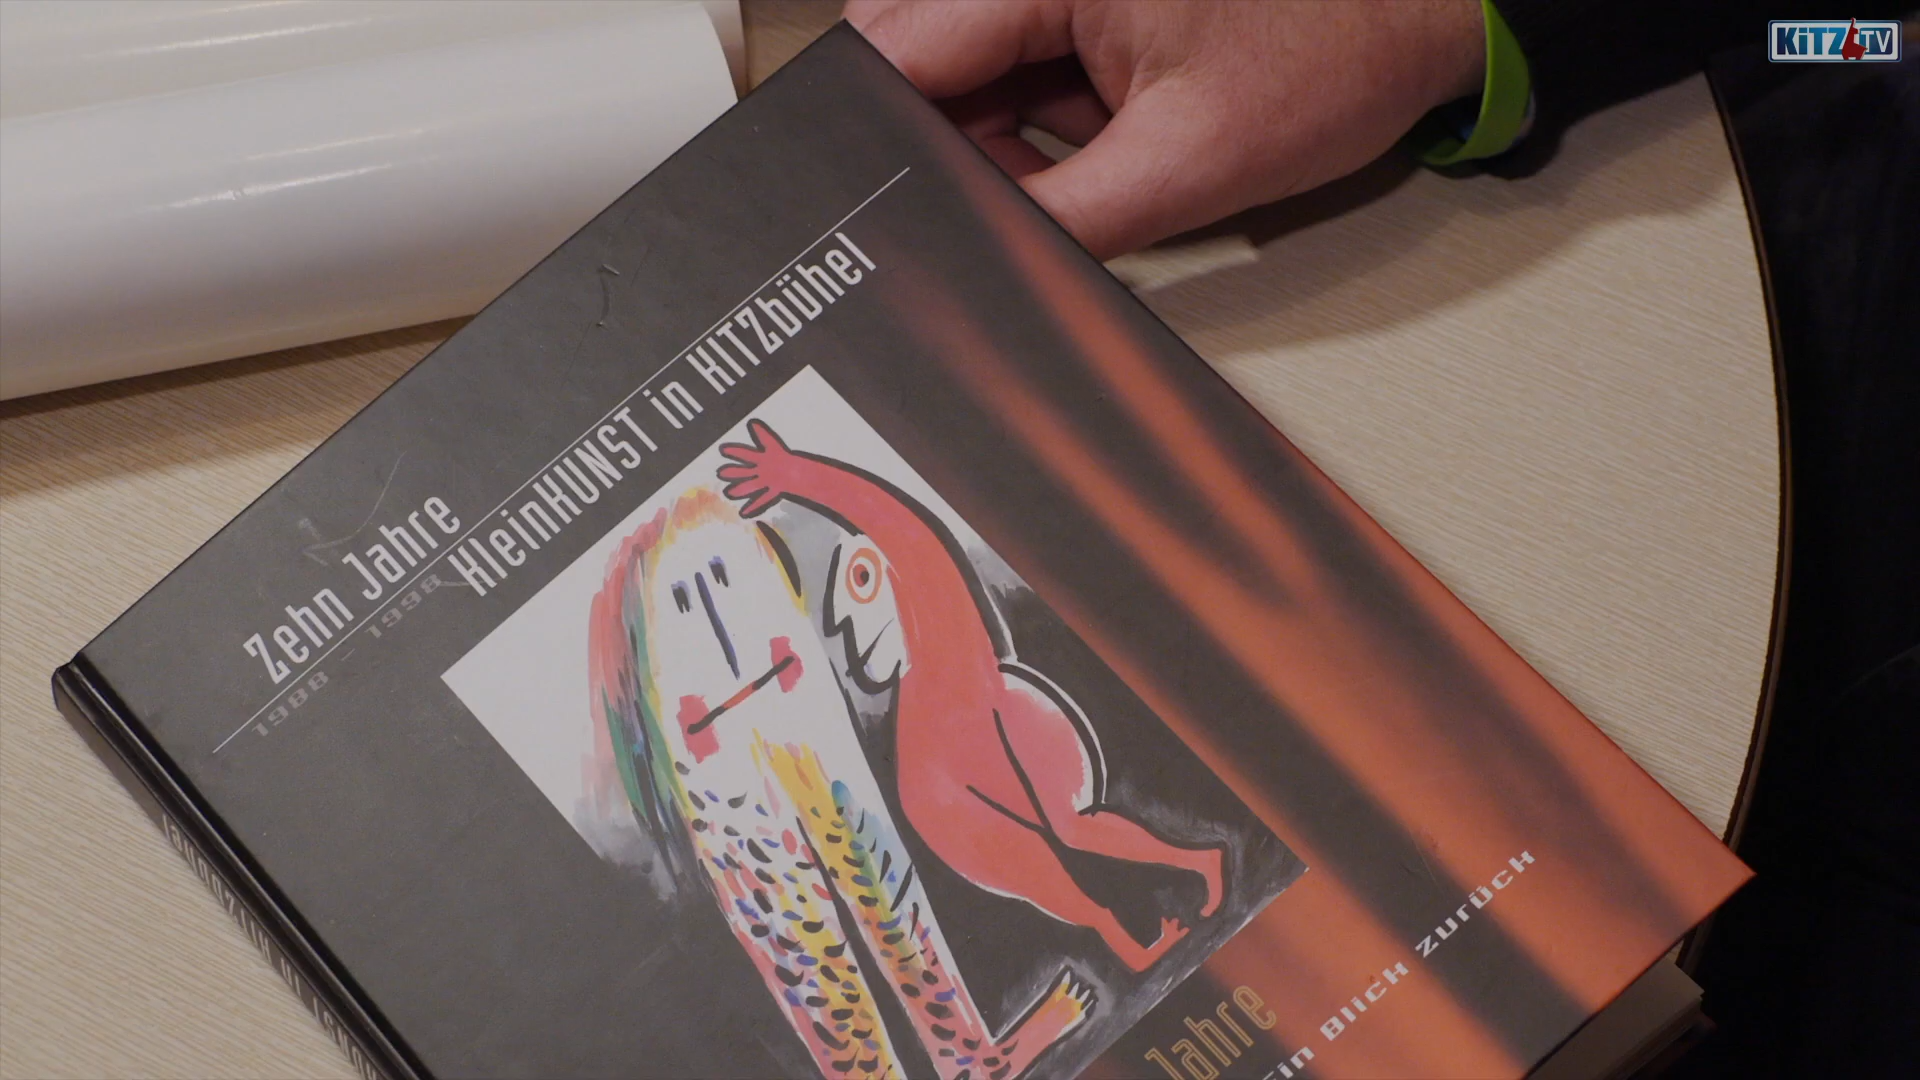 KiTZ TV
Zehn Jahre
1988 - 1998
KleinKUNST in KITZbühel
Jahre
Ein Blick zurück